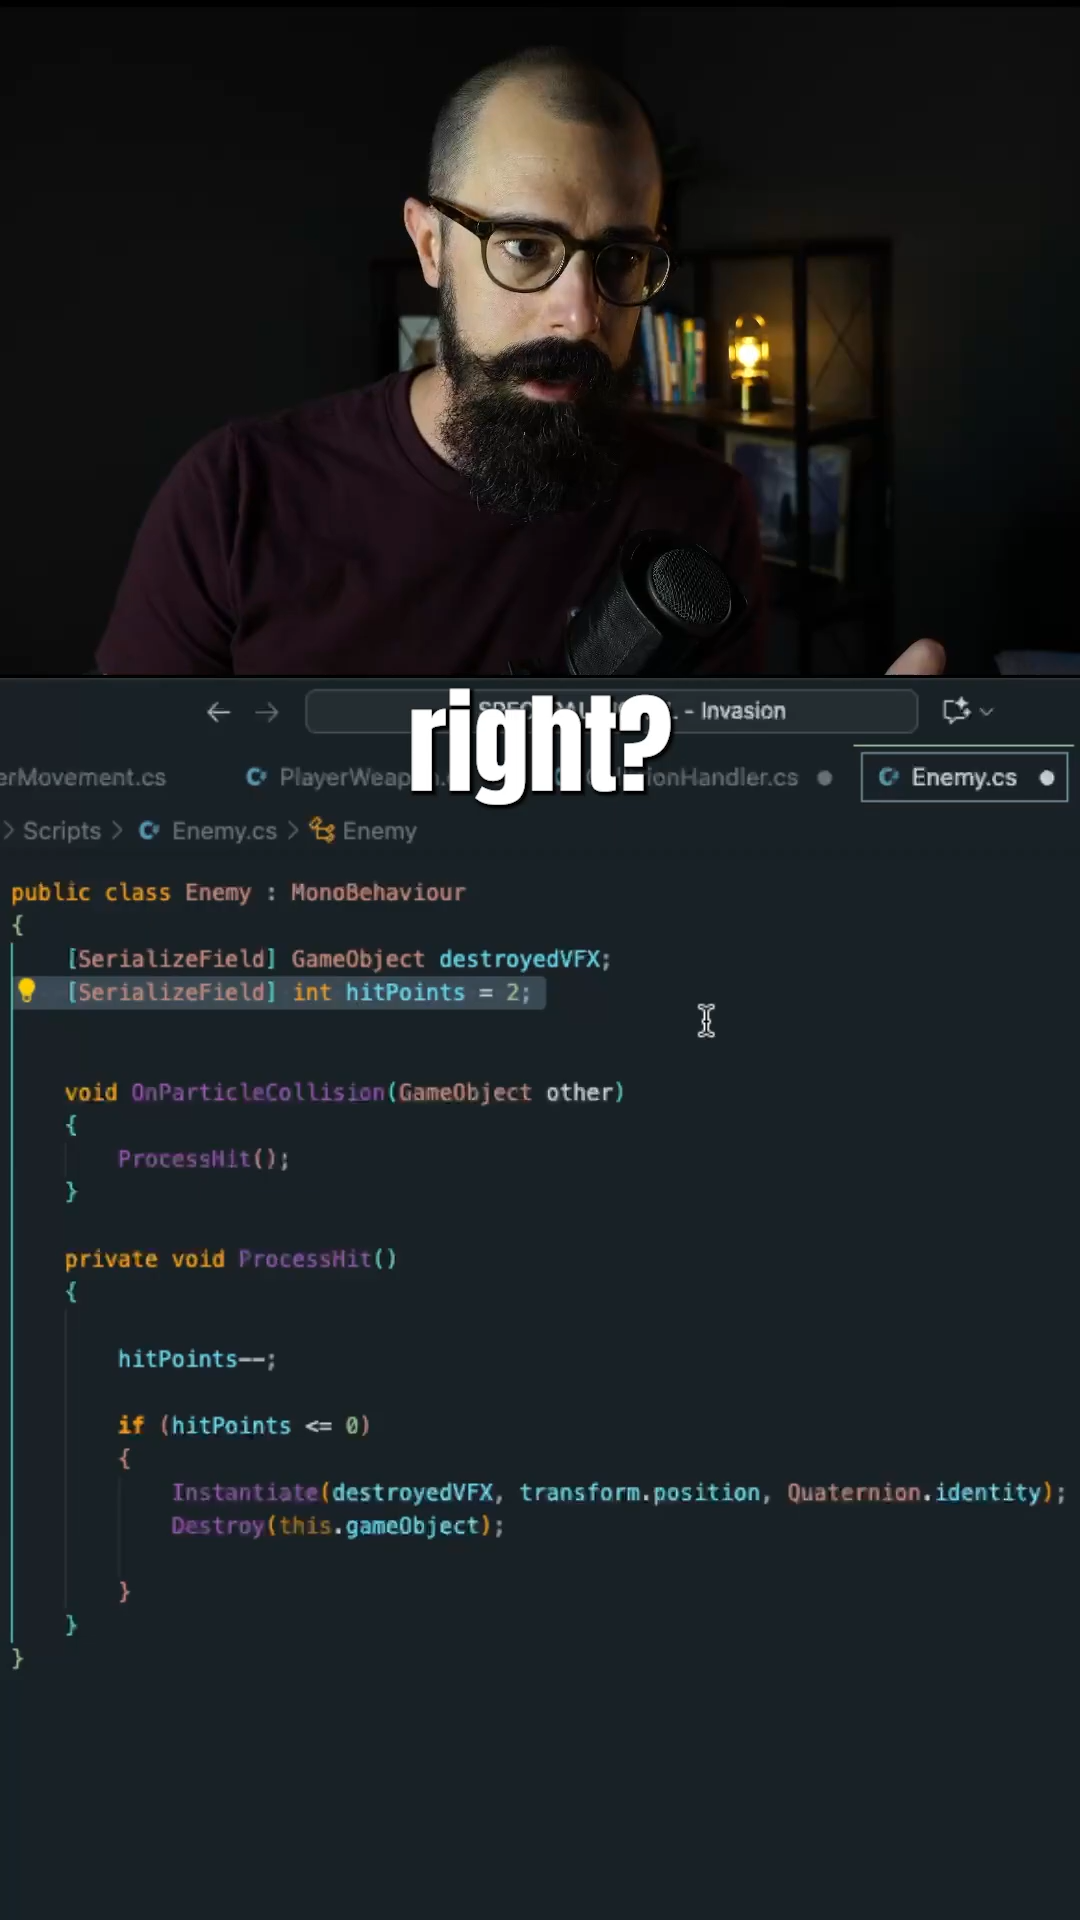 right?
- Invasion
erMovement.cs
PlayerWeap
ionHandler.cs
Enemy.cs
Scripts > Enemy.cs > Enemy
public class Enemy : MonoBehaviour
{
[SerializeField] GameObject destroyedVFX;
[SerializeField] int hitPoints = 2;
void OnParticleCollision(GameObject other)
{
ProcessHit();
}
private void ProcessHit()
{
hitPoints--;
if (hitPoints <= 0)
{
Instantiate(destroyedVFX, transform.position, Quaternion.identity);
Destroy(this.gameObject);
}
}
}